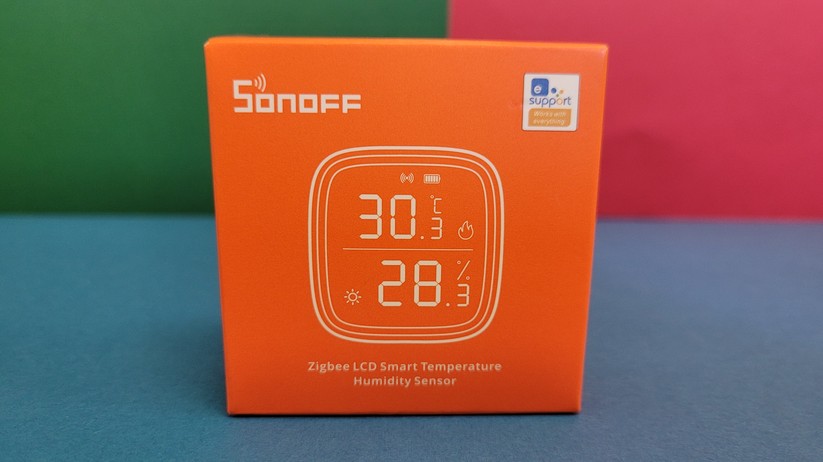 SONOFF
e
support
Works with
everything
30.3 ℃
28.3 %
Zigbee LCD Smart Temperature
Humidity Sensor